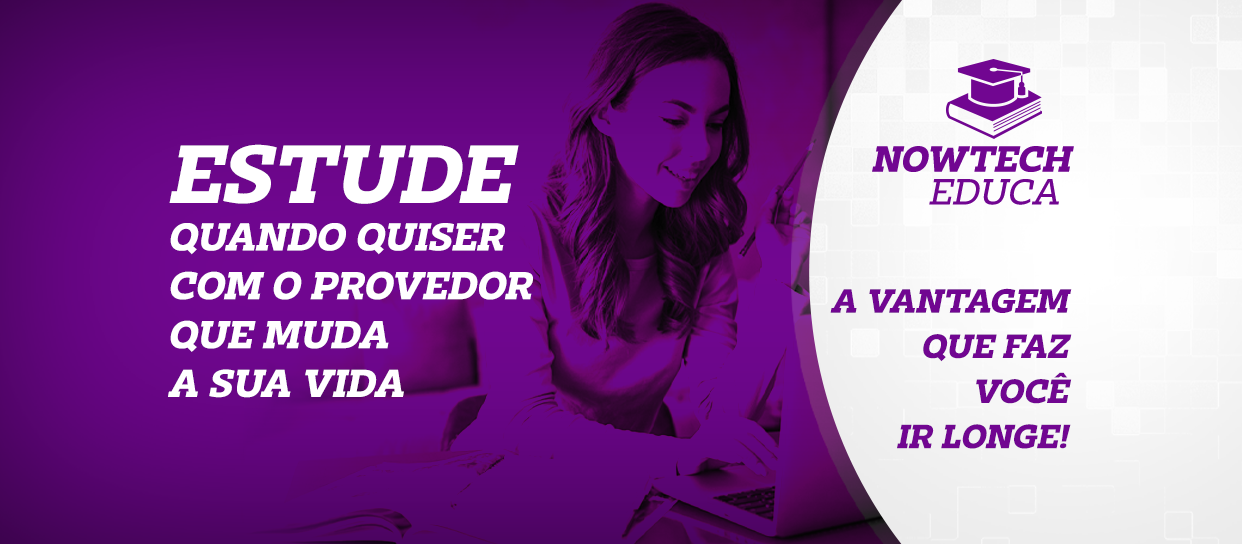 ESTUDE
QUANDO QUISER
COM O PROVEDOR
QUE MUDA
A SUA VIDA
NOWTECH
EDUCA
A VANTAGEM
QUE FAZ
VOCÊ
IR LONGE!